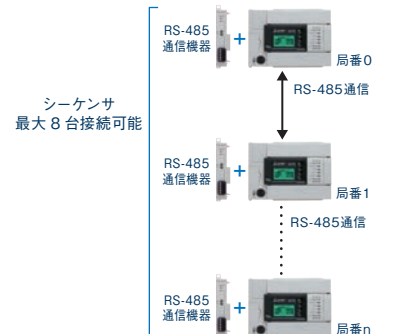 RS-485
通信機器
+
局番0
RS-485通信
シーケンサ
最大8台接続可能
RS-485
通信機器
+
局番1
RS-485通信
RS-485
通信機器
+
局番n